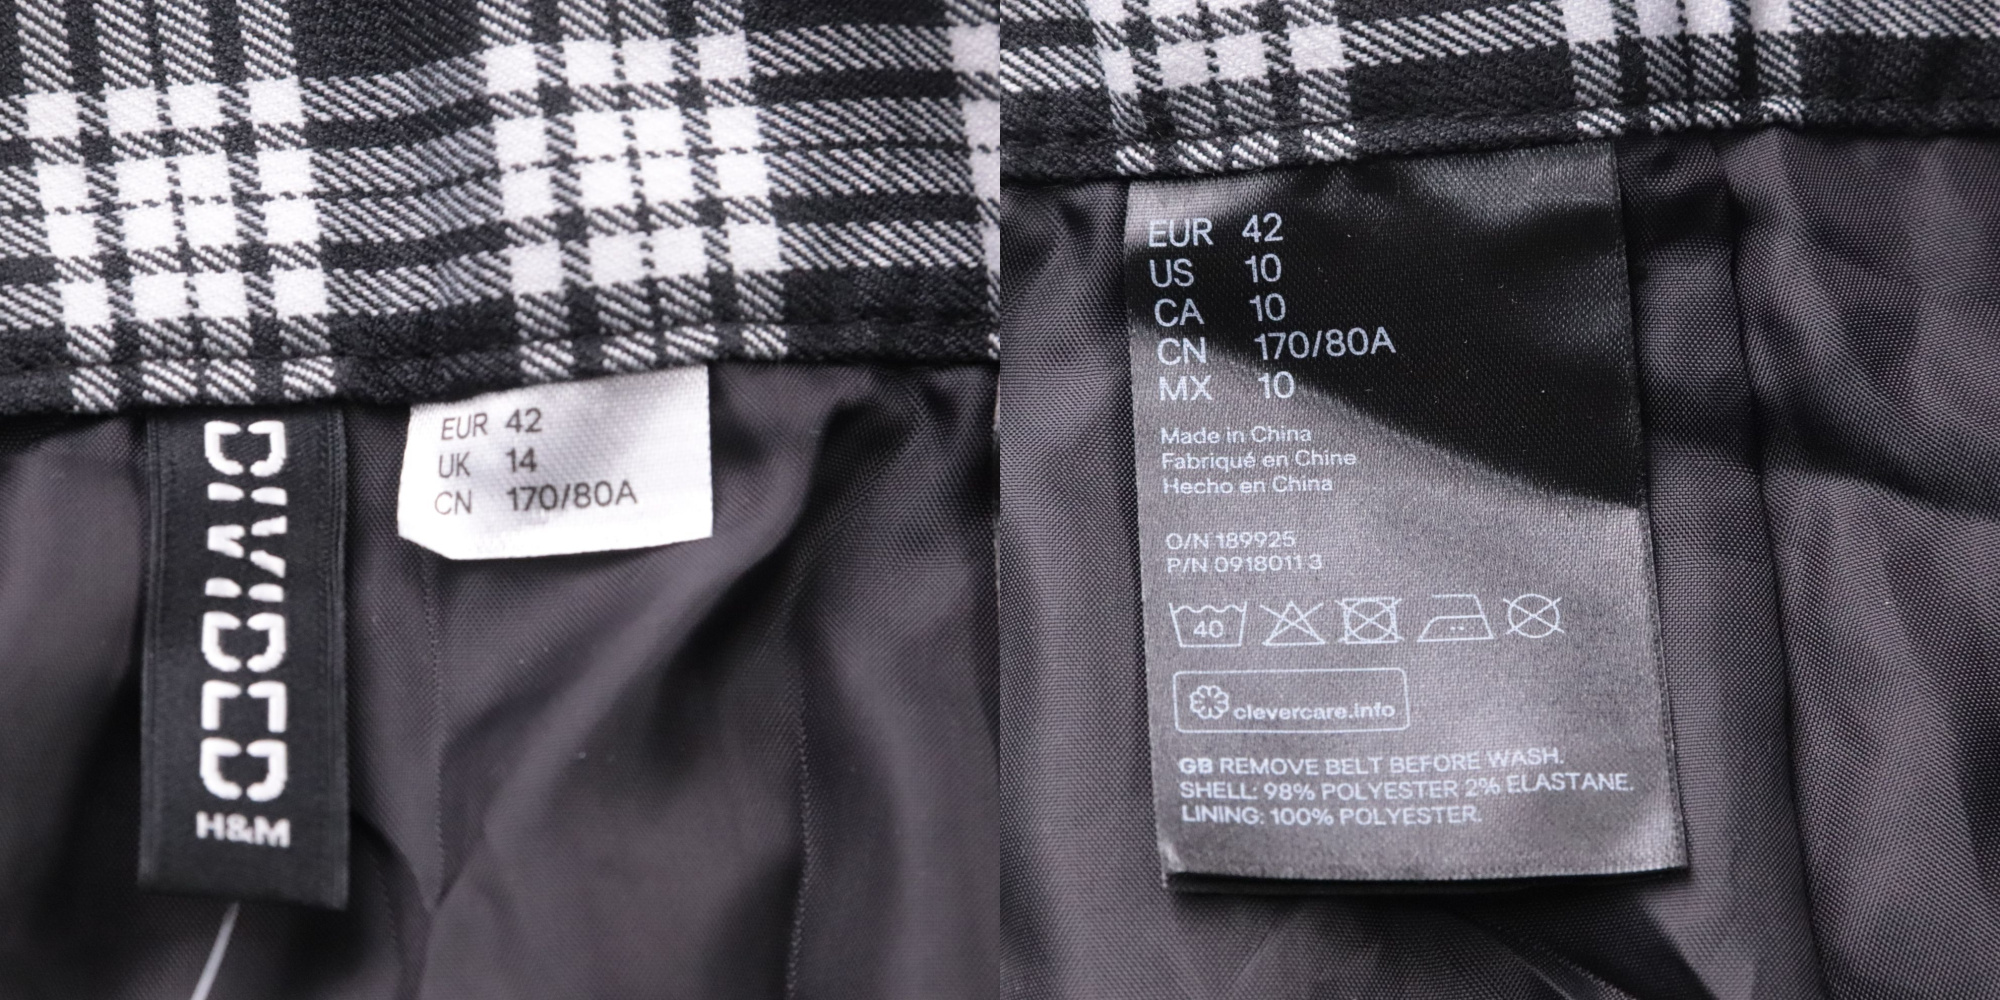 DIVIDED
H&M
EUR 42
UK 14
CN 170/80A
EUR 42
US 10
CA 10
CN 170/80A
MX 10
Made in China
Fabriqué en Chine
Hecho en China
O/N 189925
P/N 0918011 3
40
clevercare.info
GB REMOVE BELT BEFORE WASH.
SHELL: 98% POLYESTER 2% ELASTANE.
LINING: 100% POLYESTER.